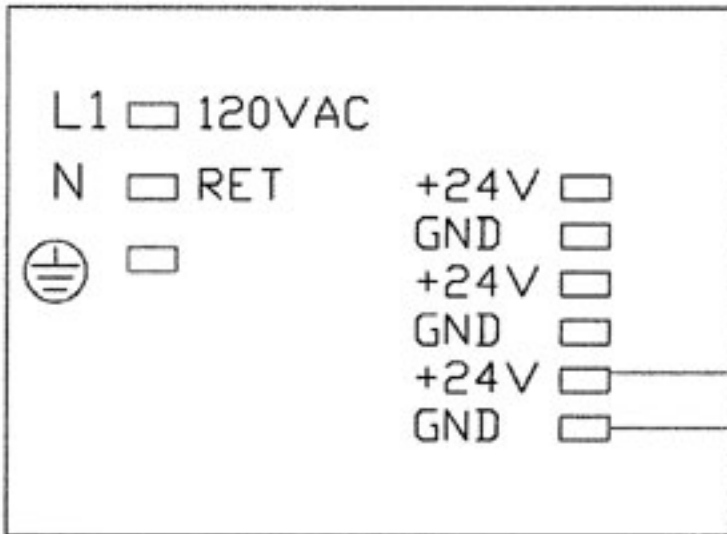 L1 120VAC
N RET
+24V
GND
+24V
GND
+24V
GND